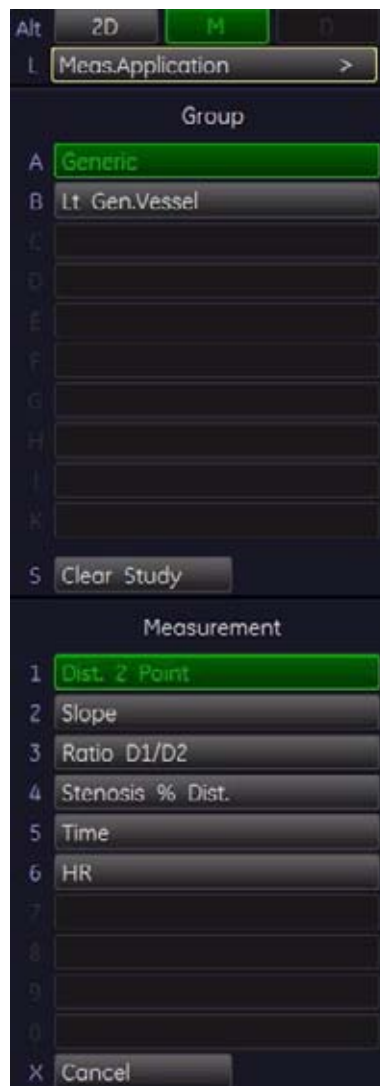 Alt 2D M D
L Meas.Application >
Group
A Generic
B Lt Gen.Vessel
C
D
E
F
G
H
I
K
S Clear Study
Measurement
1 Dist. 2 Point
2 Slope
3 Ratio D1/D2
4 Stenosis % Dist.
5 Time
6 HR
7
8
9
0
X Cancel